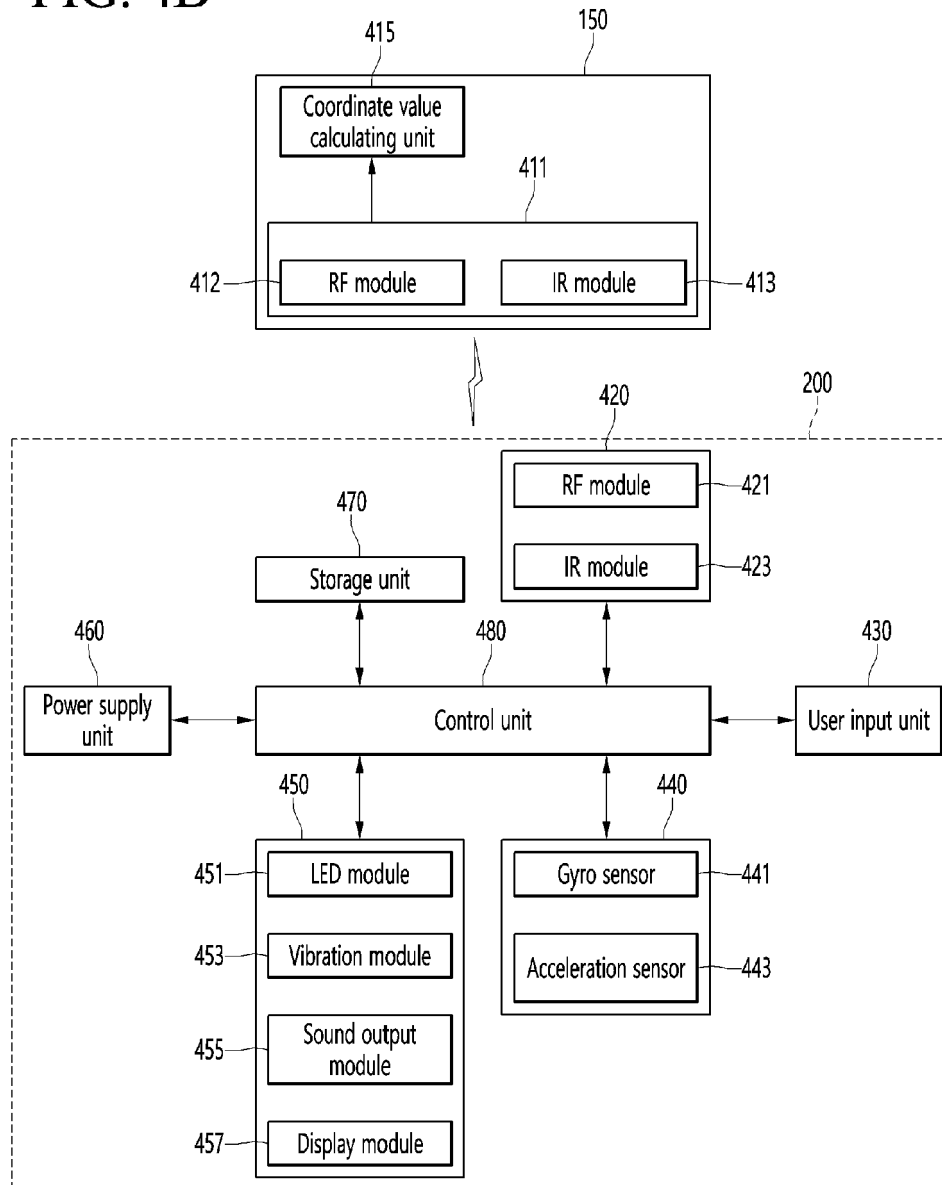 FIG. 4B
150
415
Coordinate value
calculating unit
411
412
RF module
IR module
413
200
420
RF module
421
470
IR module
423
Storage unit
460
480
430
Power supply
unit
Control unit
User input unit
450
440
451
LED module
Gyro sensor
441
453
Vibration module
Acceleration sensor
443
455
Sound output
module
457
Display module